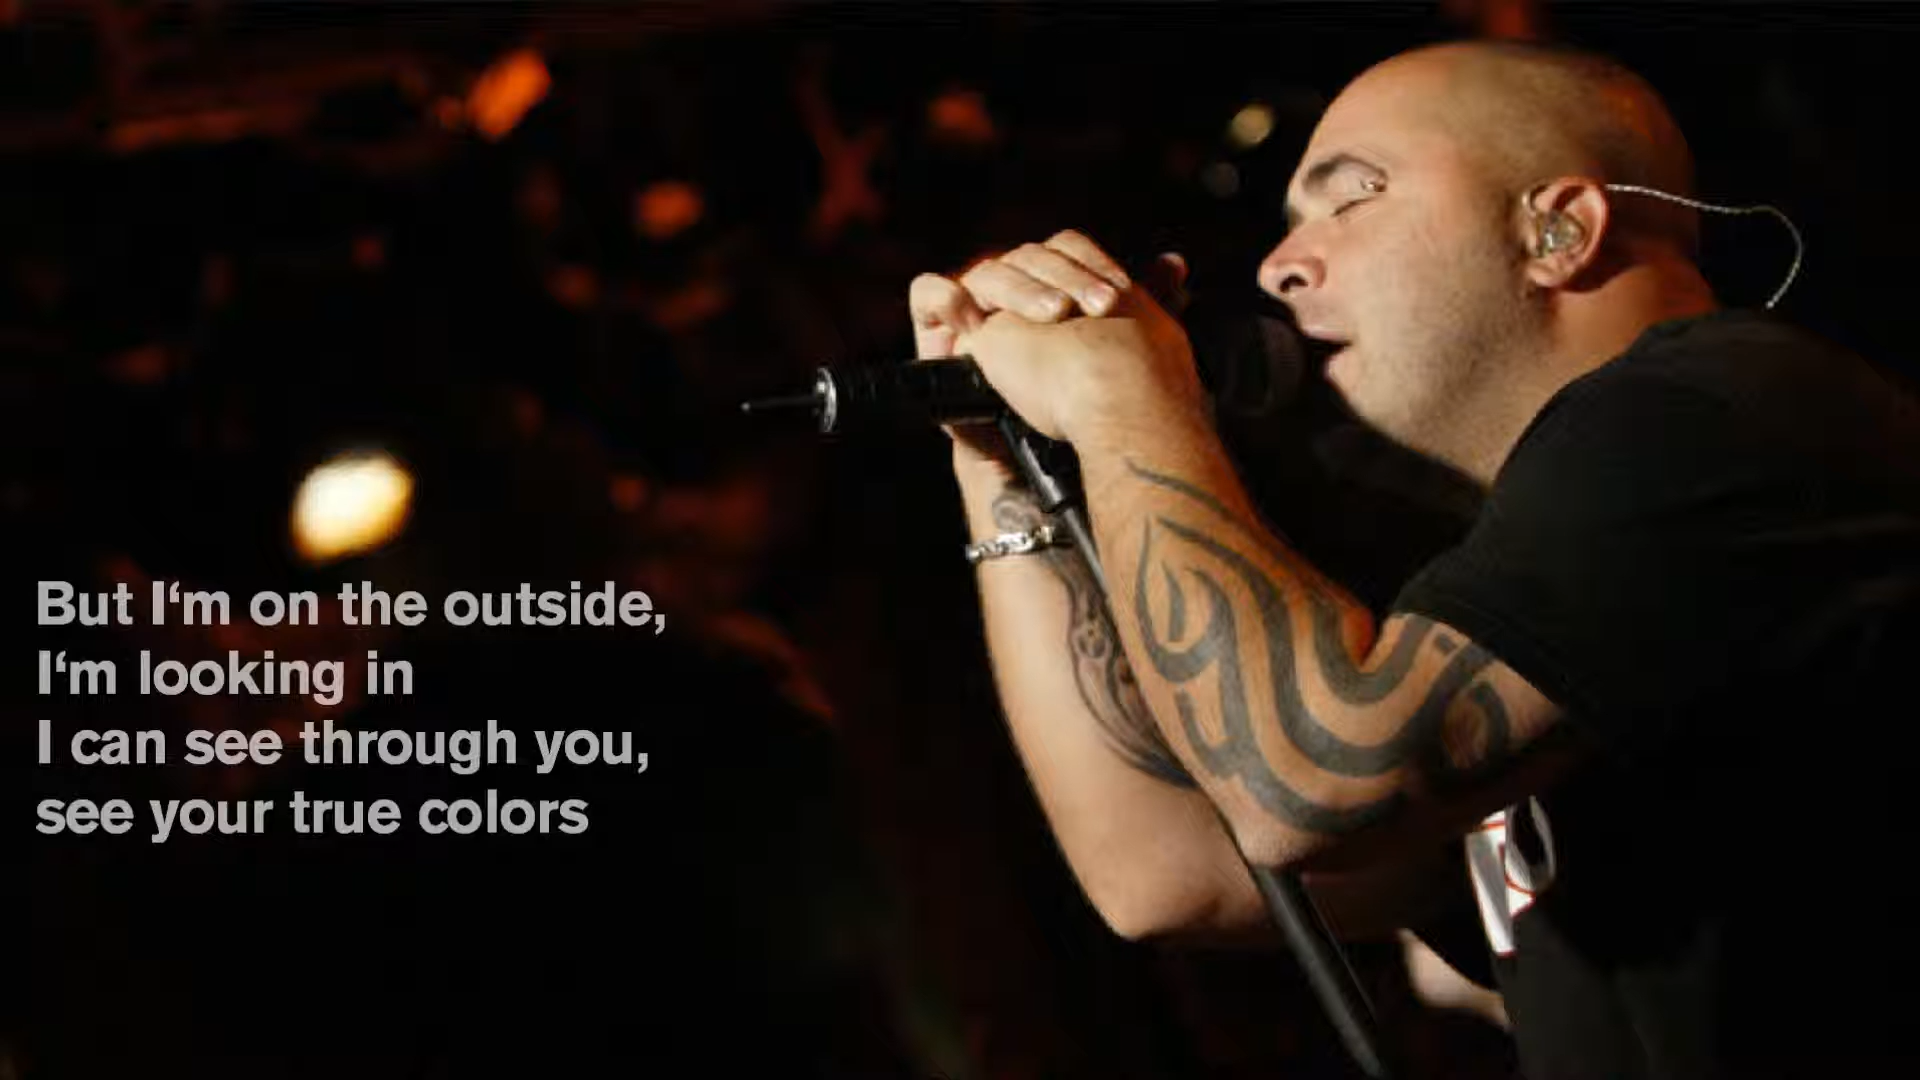 But I‘m on the outside,
I‘m looking in
I can see through you,
see your true colors